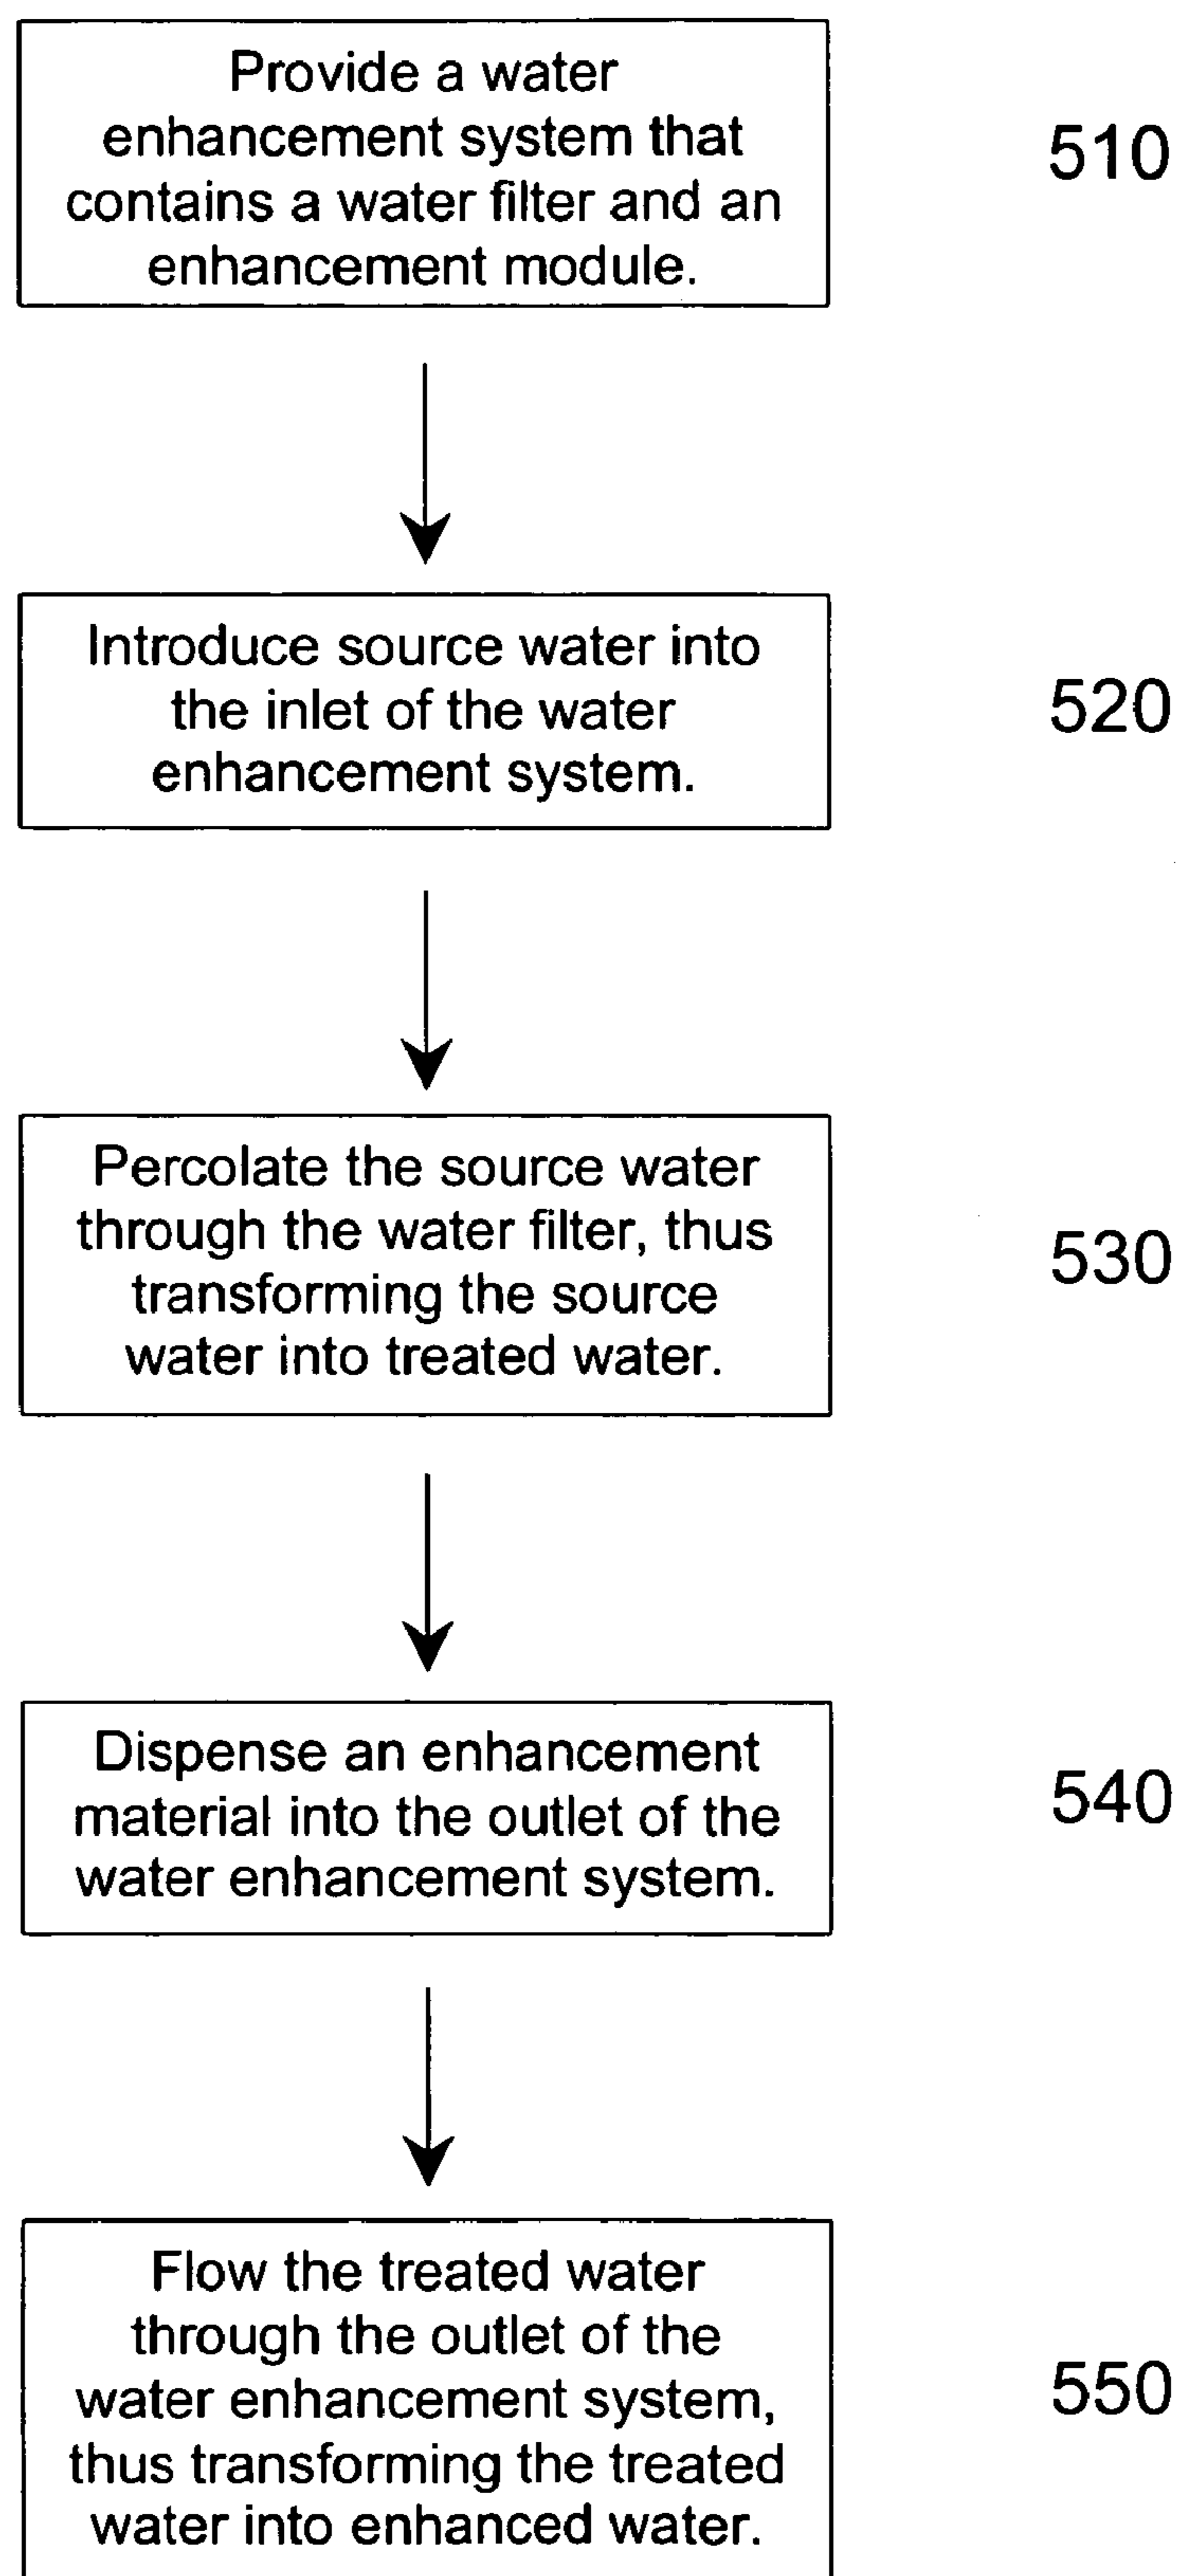 Provide a water
enhancement system that
contains a water filter and an
enhancement module.
510
Introduce source water into
the inlet of the water
enhancement system.
520
Percolate the source water
through the water filter, thus
transforming the source
water into treated water.
530
Dispense an enhancement
material into the outlet of the
water enhancement system.
540
Flow the treated water
through the outlet of the
water enhancement system,
thus transforming the treated
water into enhanced water.
550